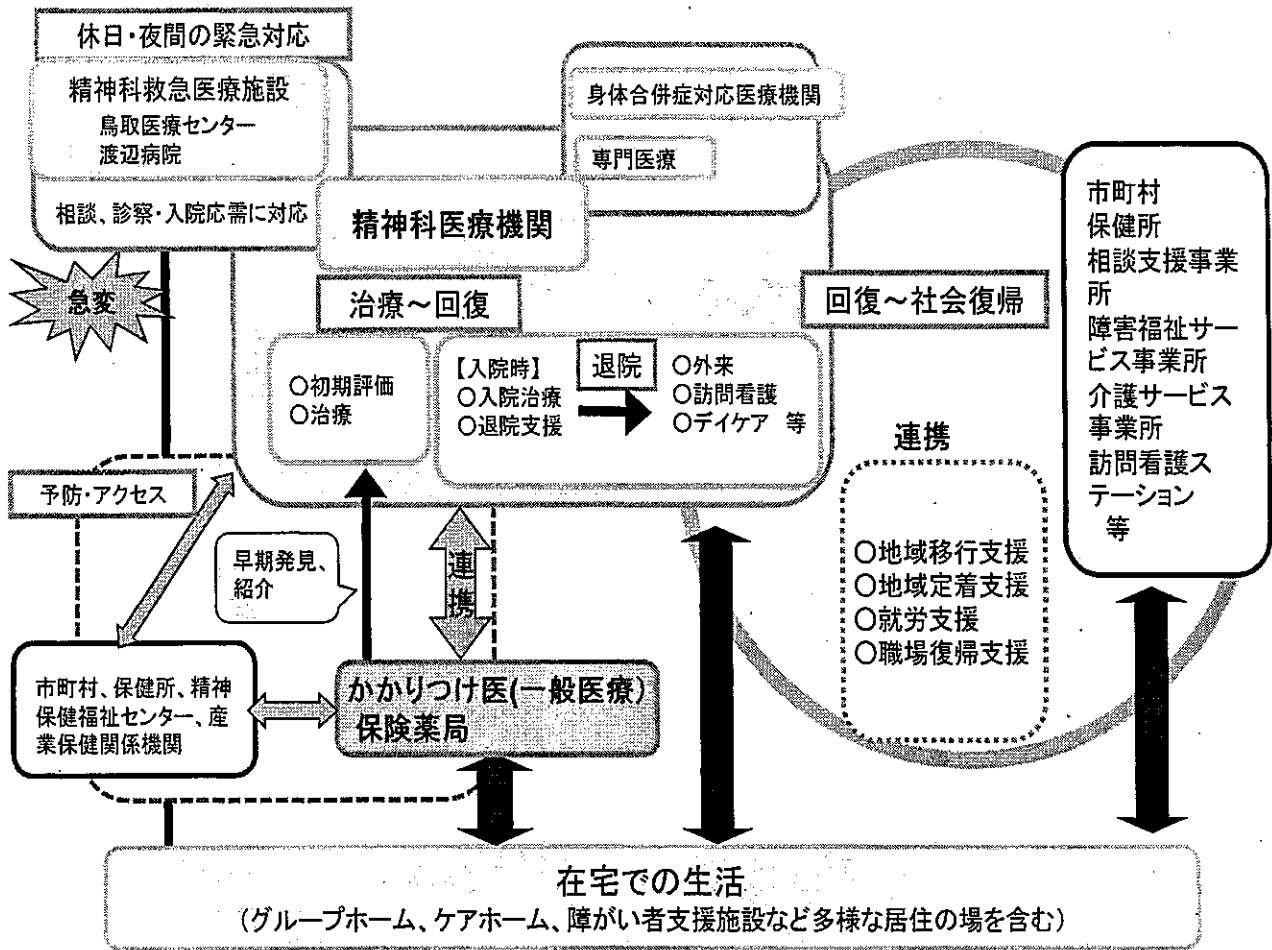 休日・夜間の緊急対応
精神科救急医療施設
鳥取医療センター
渡辺病院
相談、診察・入院応需に対応
身体合併症対応医療機関
専門医療
精神科医療機関
急変
治療～回復
回復～社会復帰
○初期評価
○治療
【入院時】
○入院治療
○退院支援
退院
○外来
○訪問看護
○デイケア 等
市町村
保健所
相談支援事業
所
障害福祉サー
ビス事業所
介護サービス
事業所
訪問看護ス
テーション
等
連携
○地域移行支援
○地域定着支援
○就労支援
○職場復帰支援
予防・アクセス
早期発見、
紹介
連
携
市町村、保健所、精神
保健福祉センター、産
業保健関係機関
かかりつけ医(一般医療)
保険薬局
在宅での生活
(グループホーム、ケアホーム、障がい者支援施設など多様な居住の場を含む)